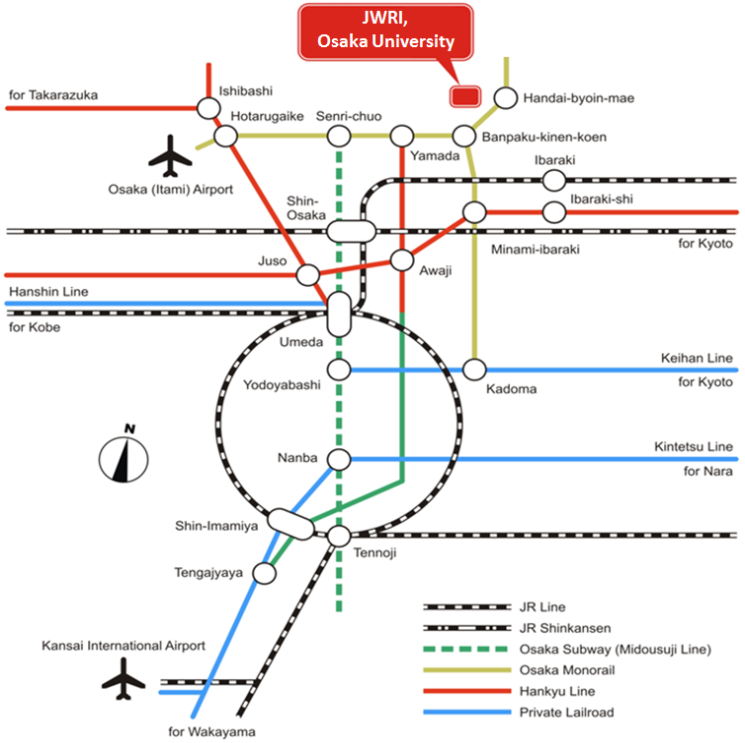 JWRI,
Osaka University
for Takarazuka
Ishibashi
Handai-byoin-mae
Hotarugaike
Senri-chuo
Banpaku-kinen-koen
Yamada
Ibaraki
Osaka (Itami) Airport
Shin-
Osaka
Ibaraki-shi
Minami-ibaraki
for Kyoto
Juso
Awaji
Hanshin Line
for Kobe
Umeda
Keihan Line
Yodoyabashi
Kadoma
for Kyoto
N
Nanba
Kintetsu Line
for Nara
Shin-Imamiya
Tennoji
Tengajyaya
JR Line
JR Shinkansen
Kansai International Airport
Osaka Subway (Midousuji Line)
Osaka Monorail
Hankyu Line
Private Lailroad
for Wakayama